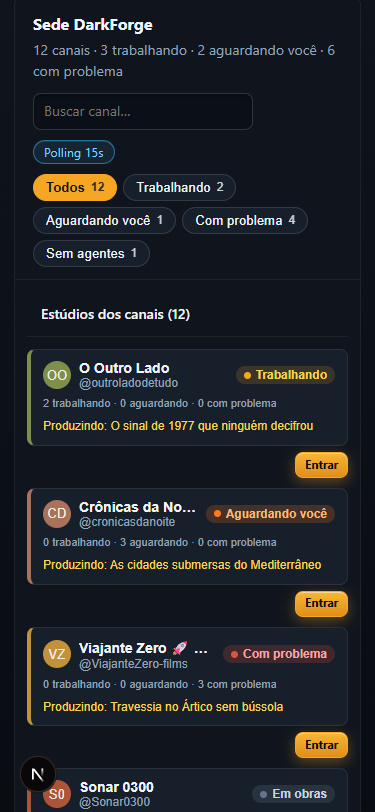 Sede DarkForge
12 canais · 3 trabalhando · 2 aguardando você · 6
com problema
Buscar canal...
Polling 15s
Todos 12
Trabalhando 2
Aguardando você 1
Com problema 4
Sem agentes 1
Estúdios dos canais (12)
OO
O Outro Lado
@outroladodetudo
Trabalhando
2 trabalhando · 0 aguardando · 0 com problema
Produzindo: O sinal de 1977 que ninguém decifrou
Entrar
CD
Crônicas da No...
@cronicasdanoite
Aguardando você
0 trabalhando · 3 aguardando · 0 com problema
Produzindo: As cidades submersas do Mediterrâneo
Entrar
VZ
Viajante Zero 🚀 ...
@ViajanteZero-films
Com problema
0 trabalhando · 0 aguardando · 3 com problema
Produzindo: Travessia no Ártico sem bússola
Entrar
N
S0
Sonar 0300
@Sonar0300
Em obras